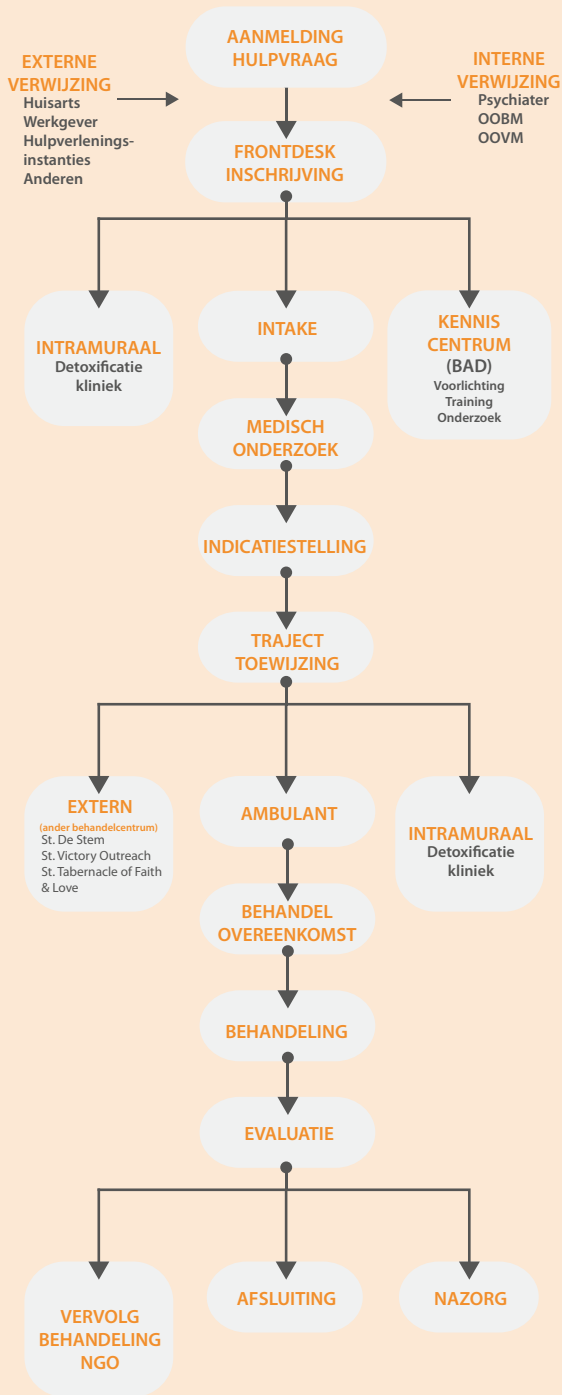 AANMELDING
HULPVRAAG
EXTERNE
VERWIJZING
Huisarts
Werkgever
Hulpverlenings-
instanties
Anderen
INTERNE
VERWIJZING
Psychiater
OOBM
OOVM
FRONTDESK
INSCHRIJVING
INTRAMURAAL
Detoxificatie
kliniek
INTAKE
KENNIS
CENTRUM
(BAD)
Voorlichting
Training
Onderzoek
MEDISCH
ONDERZOEK
INDICATIESTELLING
TRAJECT
TOEWIJZING
EXTERN
(ander behandelcentrum)
St. De Stem
St. Victory Outreach
St. Tabernacle of Faith
& Love
AMBULANT
INTRAMURAAL
Detoxificatie
kliniek
BEHANDEL
OVEREENKOMST
BEHANDELING
EVALUATIE
VERVOLG
BEHANDELING
NGO
AFSLUITING
NAZORG